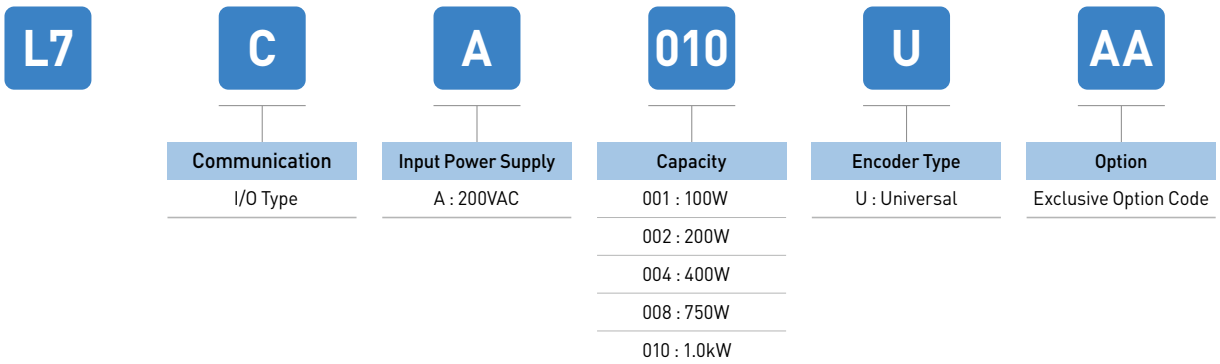 L7 C A 010 U AA
Communication Input Power Supply Capacity Encoder Type Option
I/O Type A : 200VAC 001 : 100W U : Universal Exclusive Option Code
002 : 200W
004 : 400W
008 : 750W
010 : 1.0kW